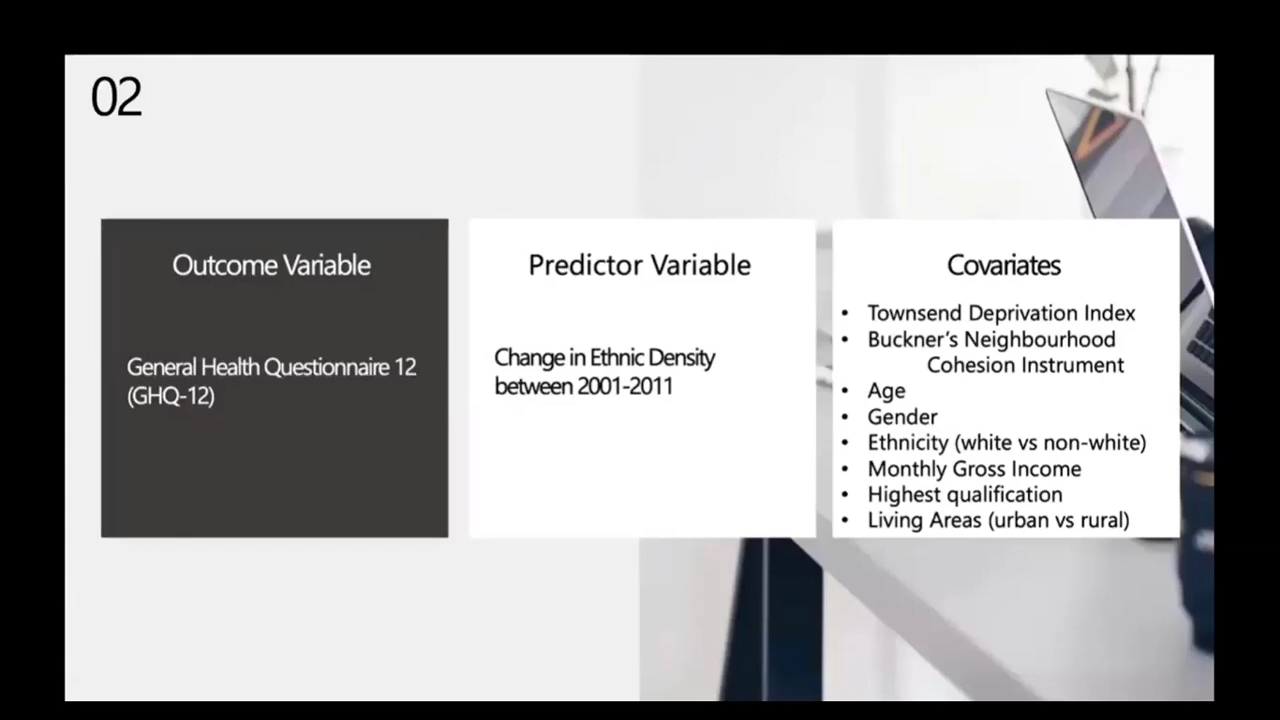 02
Outcome Variable
General Health Questionnaire 12
(GHQ-12)
Predictor Variable
Change in Ethnic Density
between 2001-2011
Covariates
• Townsend Deprivation Index
• Buckner’s Neighbourhood
Cohesion Instrument
• Age
• Gender
• Ethnicity (white vs non-white)
• Monthly Gross Income
• Highest qualification
• Living Areas (urban vs rural)